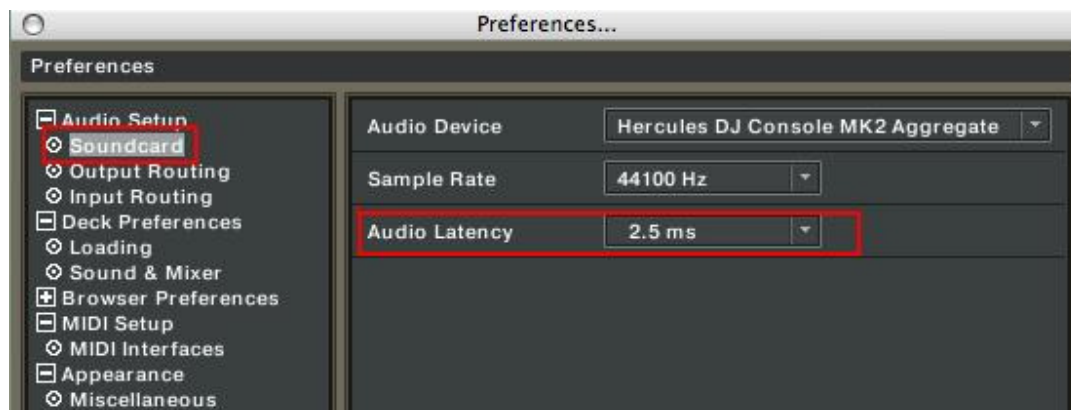 Preferences...
Preferences
Audio Setup
Soundcard
Output Routing
Input Routing
Deck Preferences
Loading
Sound & Mixer
Browser Preferences
MIDI Setup
MIDI Interfaces
Appearance
Miscellaneous
Audio Device Hercules DJ Console MK2 Aggregate
Sample Rate 44100 Hz
Audio Latency 2.5 ms